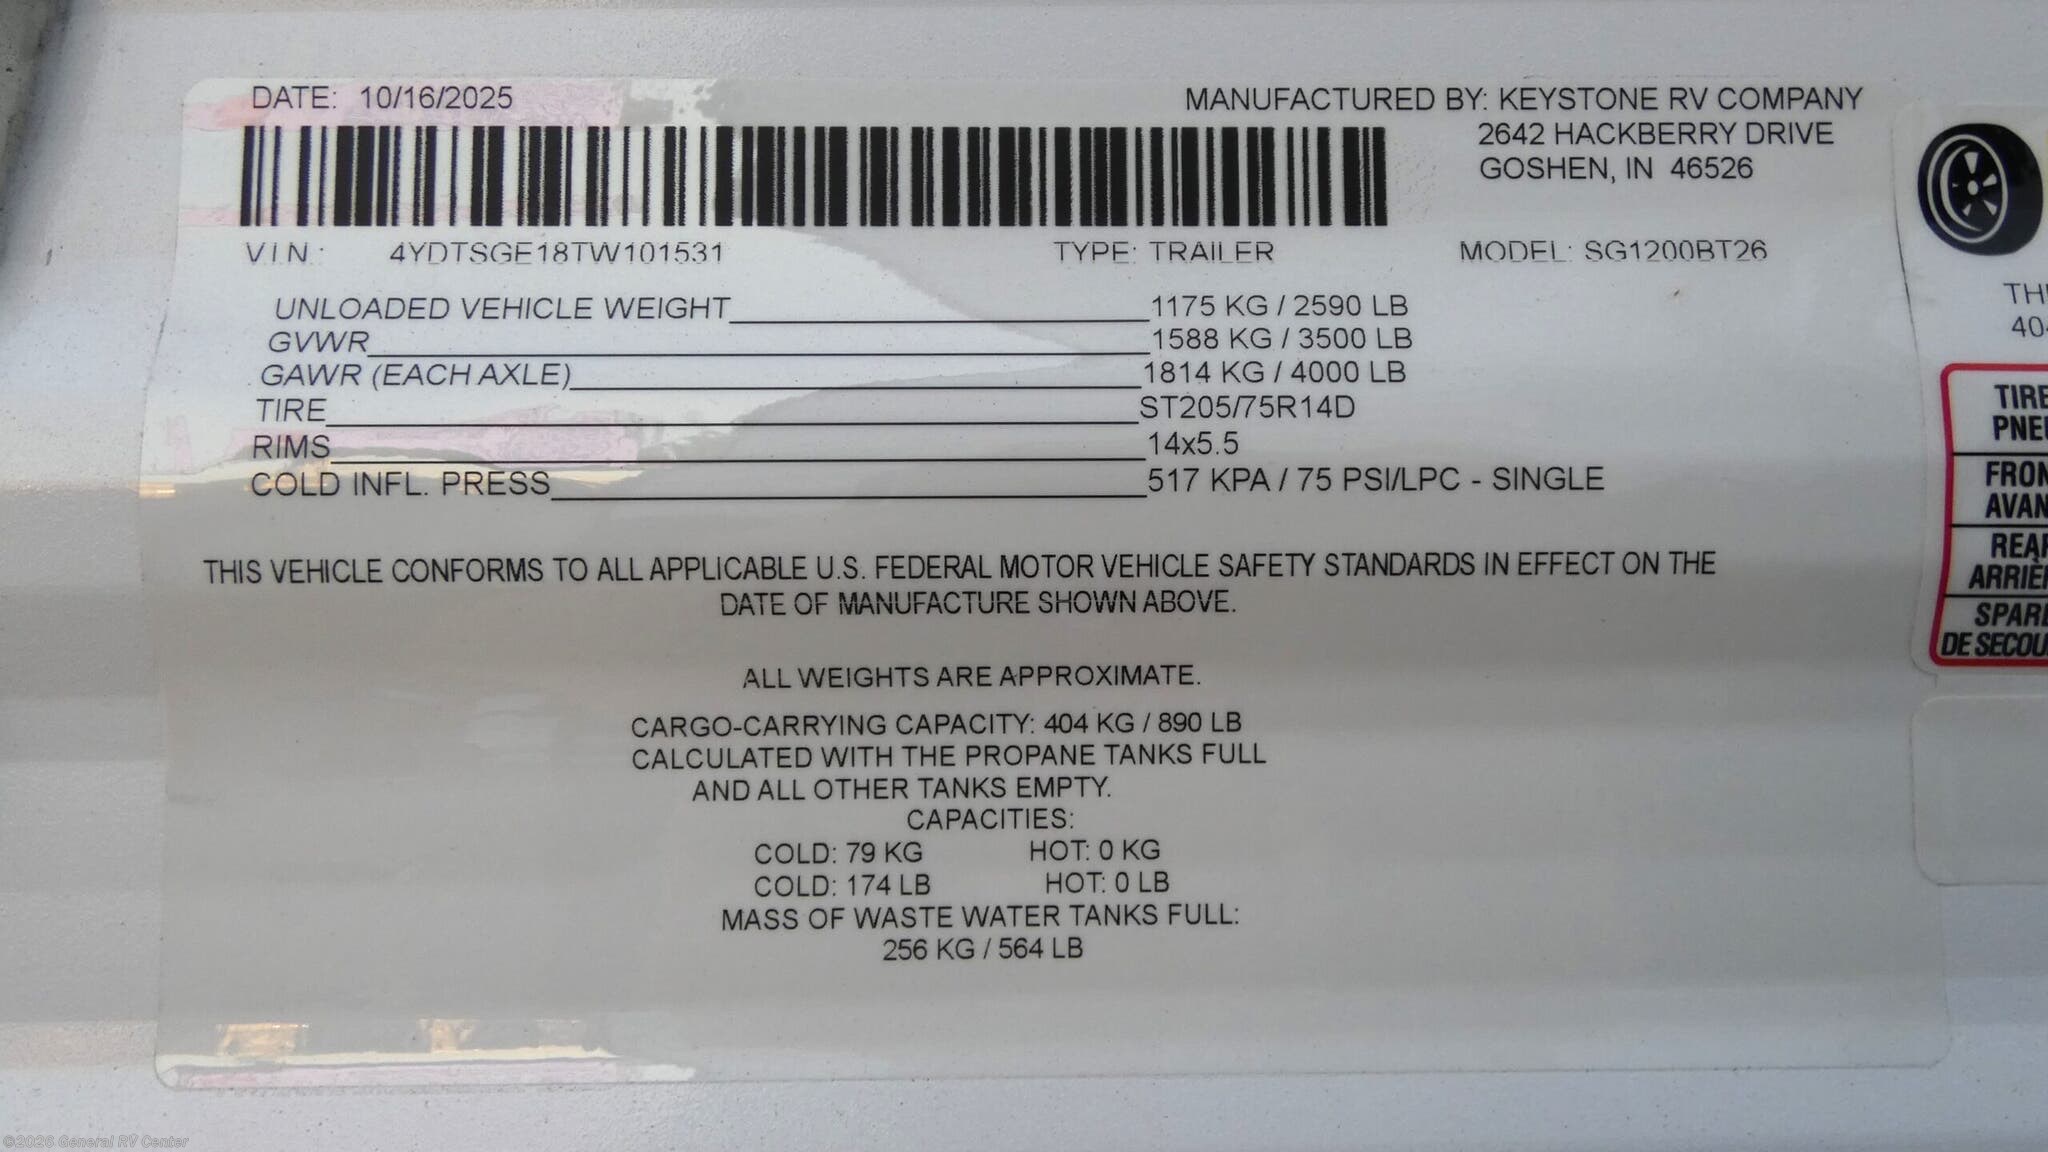 DATE: 10/16/2025
MANUFACTURED BY: KEYSTONE RV COMPANY
2642 HACKBERRY DRIVE
GOSHEN, IN 46526
VIN: 4YDTSGE18TW101531 TYPE: TRAILER MODEL: SG1200BT26
UNLOADED VEHICLE WEIGHT 1175 KG / 2590 LB
GVWR 1588 KG / 3500 LB
GAWR (EACH AXLE) 1814 KG / 4000 LB
TIRE ST205/75R14D
RIMS 14x5.5
COLD INFL. PRESS 517 KPA / 75 PSI/LPC - SINGLE
THIS VEHICLE CONFORMS TO ALL APPLICABLE U.S. FEDERAL MOTOR VEHICLE SAFETY STANDARDS IN EFFECT ON THE
DATE OF MANUFACTURE SHOWN ABOVE.
ALL WEIGHTS ARE APPROXIMATE.
CARGO-CARRYING CAPACITY: 404 KG / 890 LB
CALCULATED WITH THE PROPANE TANKS FULL
AND ALL OTHER TANKS EMPTY.
CAPACITIES:
COLD: 79 KG HOT: 0 KG
COLD: 174 LB HOT: 0 LB
MASS OF WASTE WATER TANKS FULL:
256 KG / 564 LB
TIRE
DE
©2026 General RV Center